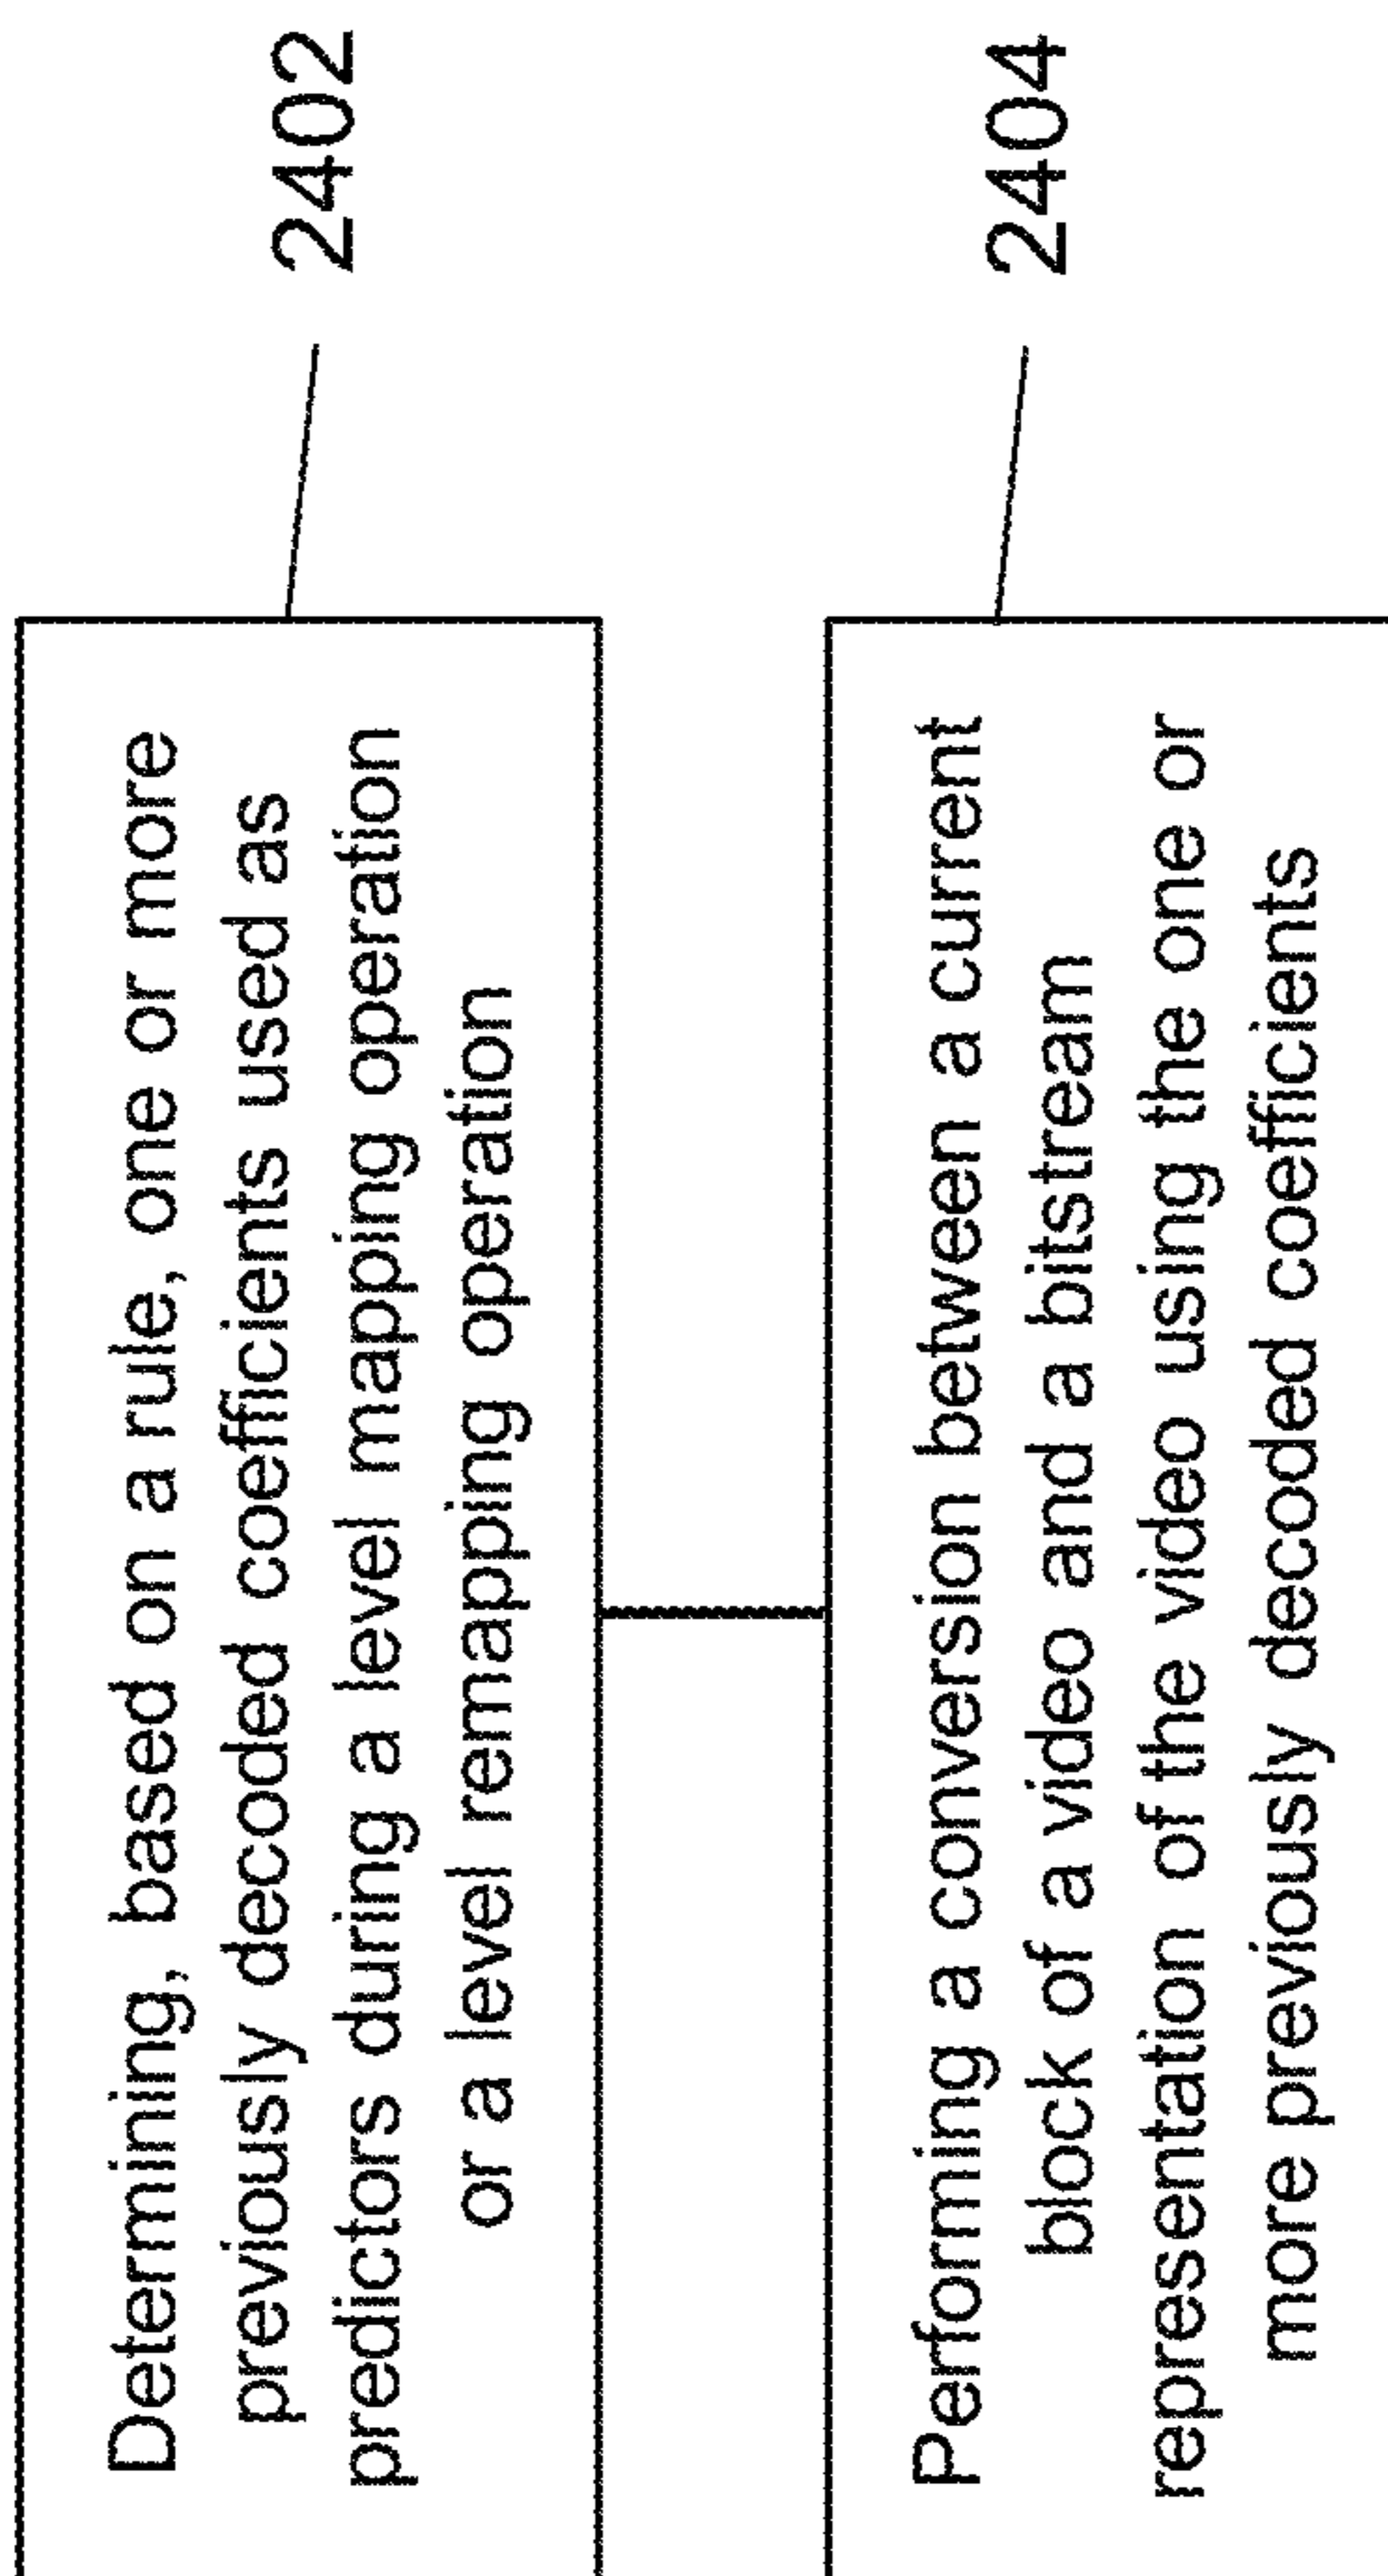 Determining, based on a rule, one or more
previously decoded coefficients used as
predictors during a level mapping operation
or a level remapping operation
2402
Performing a conversion between a current
block of a video and a bitstream
representation of the video using the one or
more previously decoded coefficients
2404